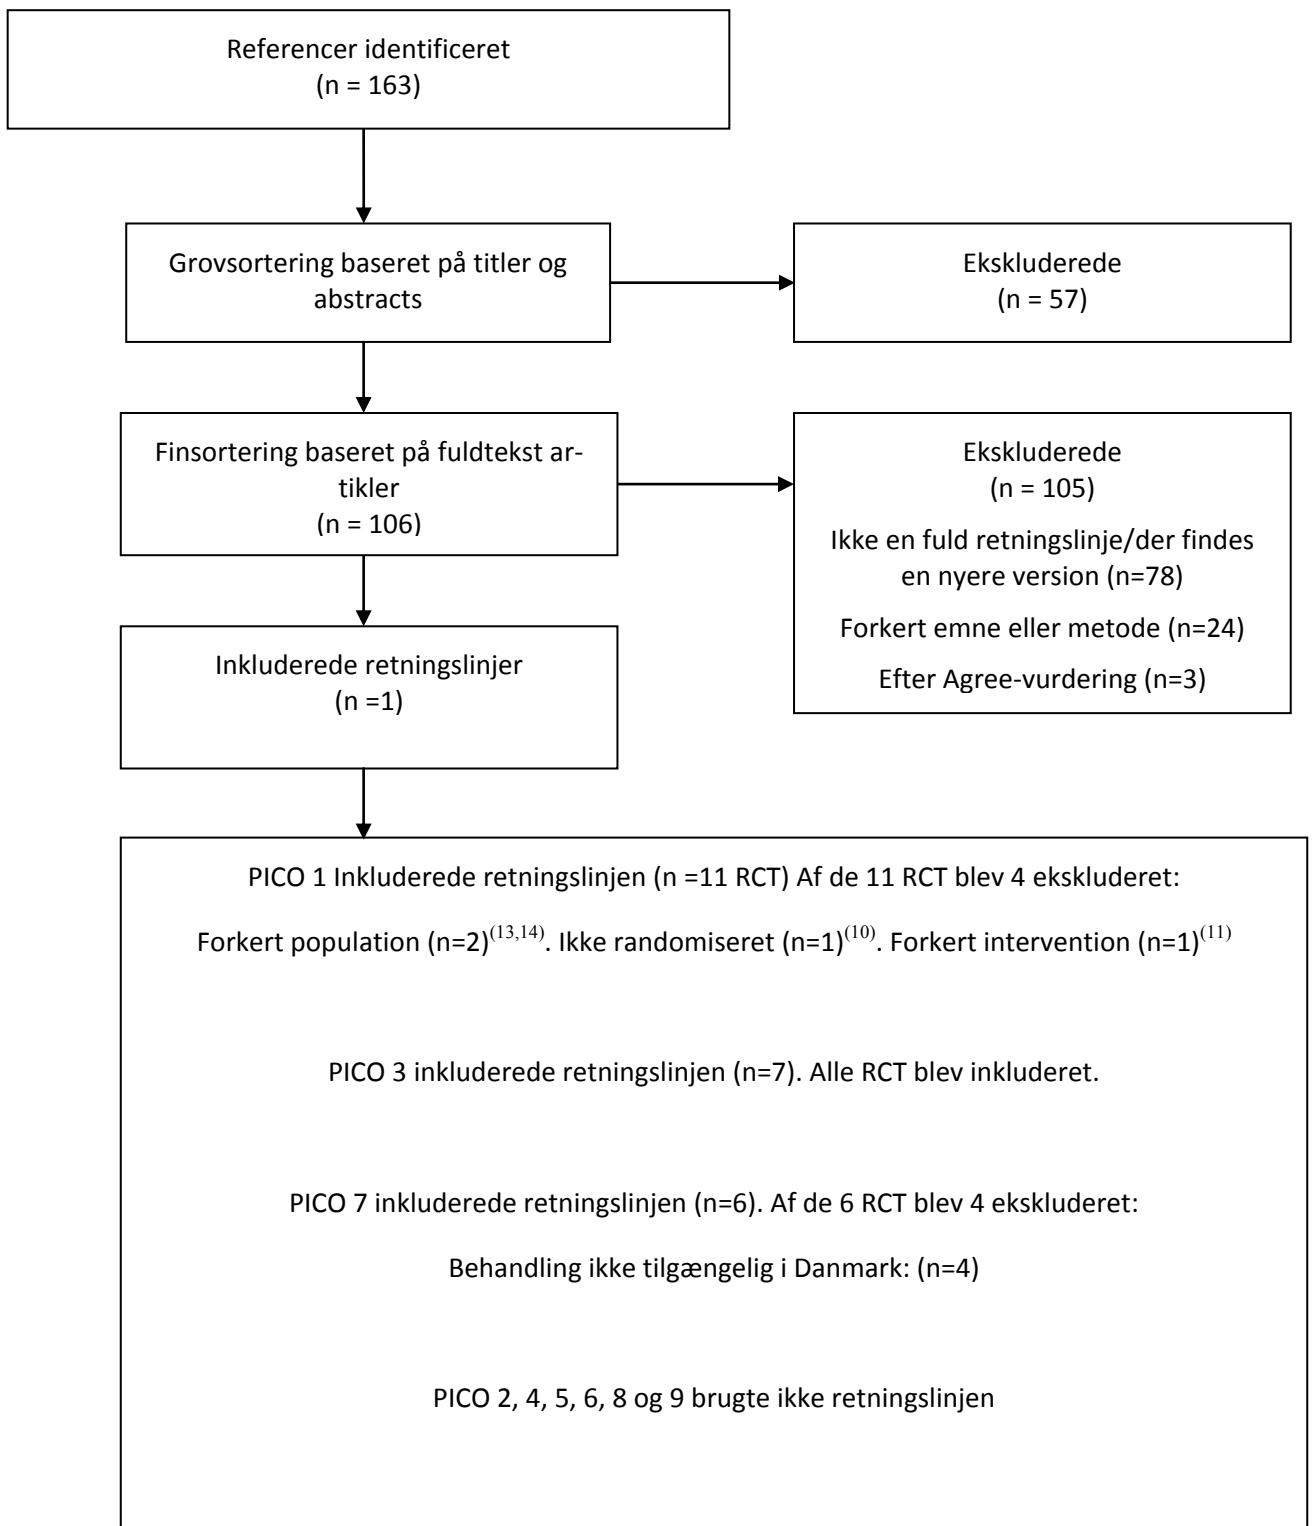 Referencer identificeret
(n = 163)
Grovsortering baseret på titler og
abstracts
Ekskluderede
(n = 57)
Finsortering baseret på fuldtekst ar-
tikler
(n = 106)
Ekskluderede
(n = 105)
Ikke en fuld retningslinje/der findes
en nyere version (n=78)
Forkert emne eller metode (n=24)
Efter Agree-vurdering (n=3)
Inkluderede retningslinjer
(n =1)
PICO 1 Inkluderede retningslinjen (n =11 RCT) Af de 11 RCT blev 4 ekskluderet:
Forkert population (n=2)(13,14). Ikke randomiseret (n=1)(10). Forkert intervention (n=1)(11)
PICO 3 inkluderede retningslinjen (n=7). Alle RCT blev inkluderet.
PICO 7 inkluderede retningslinjen (n=6). Af de 6 RCT blev 4 ekskluderet:
Behandling ikke tilgængelig i Danmark: (n=4)
PICO 2, 4, 5, 6, 8 og 9 brugte ikke retningslinjen